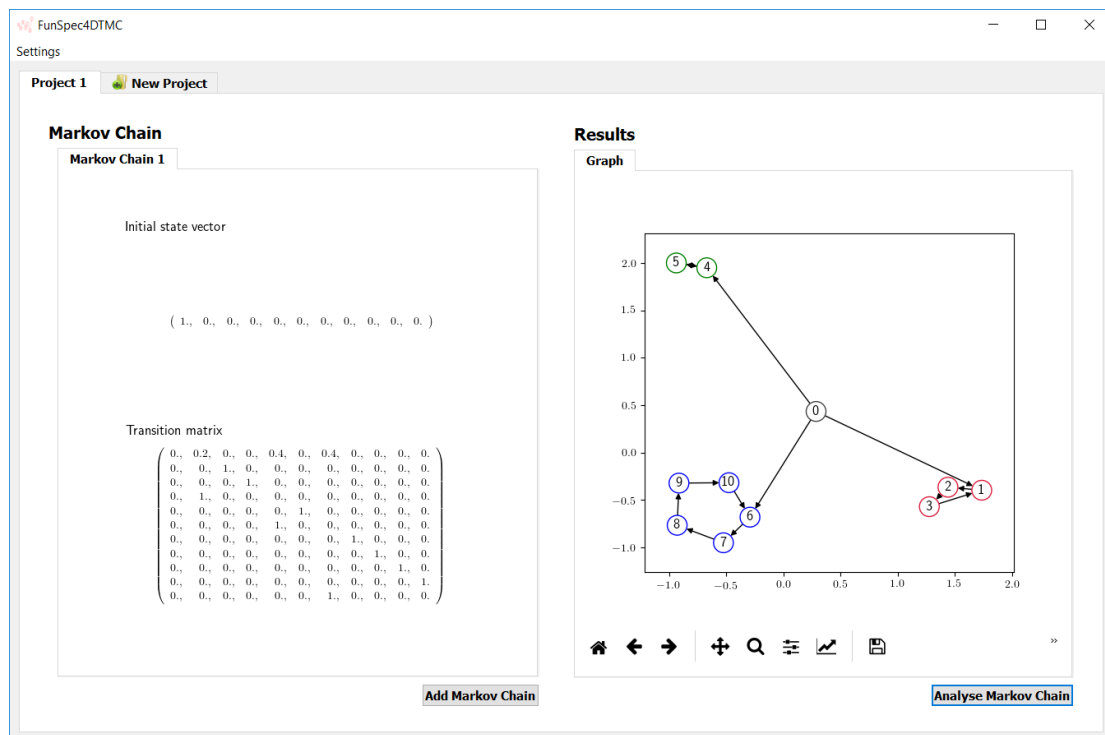 FunSpec4DTMC
Settings
Project 1
New Project
Markov Chain
Markov Chain 1
Initial state vector
( 1., 0., 0., 0., 0., 0., 0., 0., 0., 0., 0. )
Transition matrix
0., 0.2, 0., 0., 0.4, 0., 0.4, 0., 0., 0., 0.
0., 0., 1., 0., 0., 0., 0., 0., 0., 0., 0.
0., 0., 0., 1., 0., 0., 0., 0., 0., 0., 0.
0., 1., 0., 0., 0., 0., 0., 0., 0., 0., 0.
0., 0., 0., 0., 0., 1., 0., 0., 0., 0., 0.
0., 0., 0., 0., 1., 0., 0., 0., 0., 0., 0.
0., 0., 0., 0., 0., 0., 0., 1., 0., 0., 0.
0., 0., 0., 0., 0., 0., 0., 0., 1., 0., 0.
0., 0., 0., 0., 0., 0., 0., 0., 0., 1., 0.
0., 0., 0., 0., 0., 0., 0., 0., 0., 0., 1.
0., 0., 0., 0., 0., 0., 1., 0., 0., 0., 0.
Add Markov Chain
Results
Graph
2.0
1.5
1.0
0.5
0.0
−0.5
−1.0
5
4
0
9
10
2
1
3
6
8
7
−1.0 −0.5 0.0 0.5 1.0 1.5 2.0
»
Analyse Markov Chain